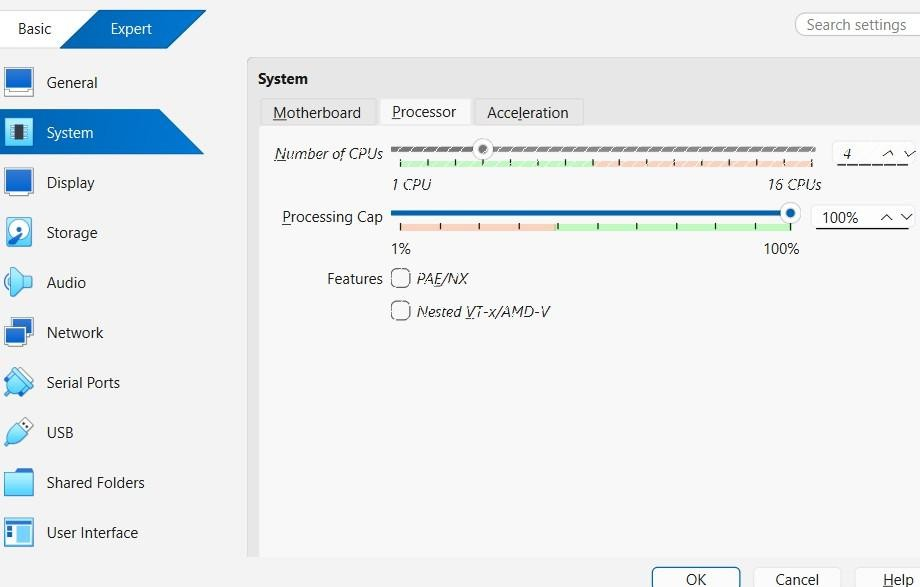 Basic
Expert
Search settings
General
System
Display
Storage
Audio
Network
Serial Ports
USB
Shared Folders
User Interface
System
Motherboard
Processor
Acceleration
Number of CPUs
4
1 CPU
16 CPUs
Processing Cap
100%
1%
100%
Features
PAE/NX
Nested VT-x/AMD-V
OK
Cancel
Help